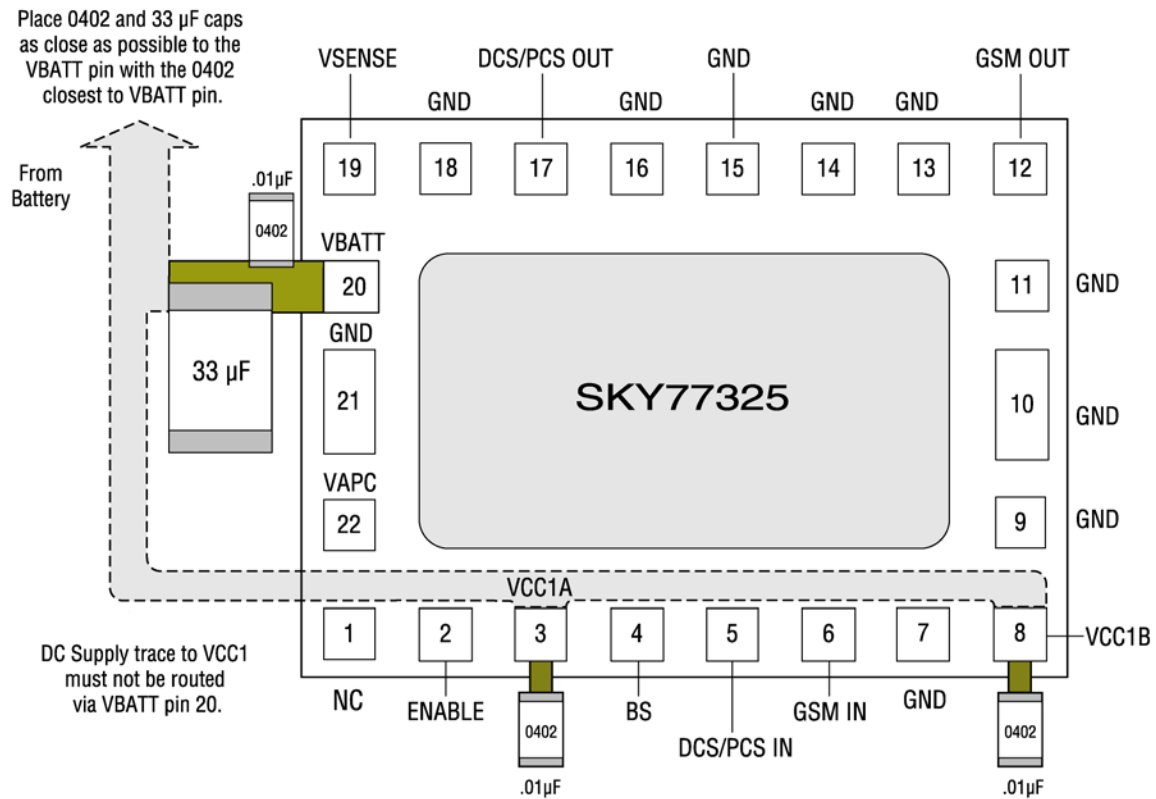 Place 0402 and 33 µF caps
as close as possible to the
VBATT pin with the 0402
closest to VBATT pin.
VSENSE
DCS/PCS OUT
GND
GSM OUT
GND
GND
GND
GND
From
Battery
19
18
17
16
15
14
13
12
.01µF
0402
VBATT
20
11
GND
GND
33 µF
21
SKY77325
10
GND
VAPC
22
9
GND
VCC1A
1
2
3
4
5
6
7
8
VCC1B
DC Supply trace to VCC1
must not be routed
via VBATT pin 20.
NC
ENABLE
BS
GSM IN
GND
0402
DCS/PCS IN
0402
.01µF
.01µF